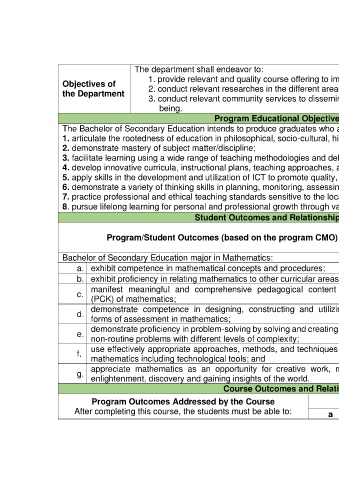 The department shall endeavor to:
Objectives of the Department
1. provide relevant and quality course offering to
2. conduct relevant researches in the different area
3. conduct relevant community services to
being.
Program Educational
The Bachelor of Secondary Education intends to produce graduates who
1. articulate the rootedness of education in philosophical, socio-cultural,
2. demonstrate mastery of subject matter/discipline;
3. facilitate learning using a wide range of teaching methodologies and
4. develop innovative curricula, instructional plans, teaching approaches,
5. apply skills in the development and utilization of ICT to promote quality,
6. demonstrate a variety of thinking skills in planning, monitoring,
7. practice professional and ethical teaching standards sensitive to the
8. pursue lifelong learning for personal and professional growth through
Student Outcomes and Relationship
Program/Student Outcomes (based on the program CMO)
Bachelor of Secondary Education major in Mathematics:
a. exhibit competence in mathematical concepts and procedures;
b. exhibit proficiency in relating mathematics to other curricular areas
c. manifest meaningful and comprehensive pedagogical content
(PCK) of mathematics;
d. demonstrate competence in designing, constructing and
forms of assessment in mathematics;
e. demonstrate proficiency in problem-solving by solving and creating
non-routine problems with different levels of complexity;
f. use effectively appropriate approaches, methods, and techniques
mathematics including technological tools; and
g. appreciate mathematics as an opportunity for creative work,
enlightenment, discovery and gaining insights of the world.
Course Outcomes and
Program Outcomes Addressed by the Course
After completing this course, the students must be able to:
a